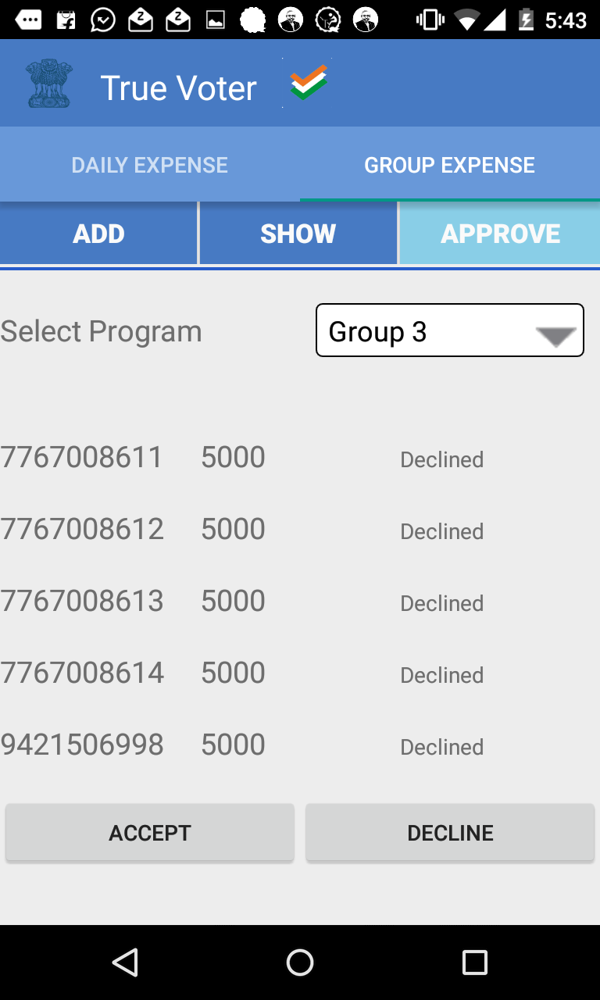 5:43
True Voter
DAILY EXPENSE GROUP EXPENSE
ADD SHOW APPROVE
Select Program Group 3
7767008611 5000 Declined
7767008612 5000 Declined
7767008613 5000 Declined
7767008614 5000 Declined
9421506998 5000 Declined
ACCEPT DECLINE